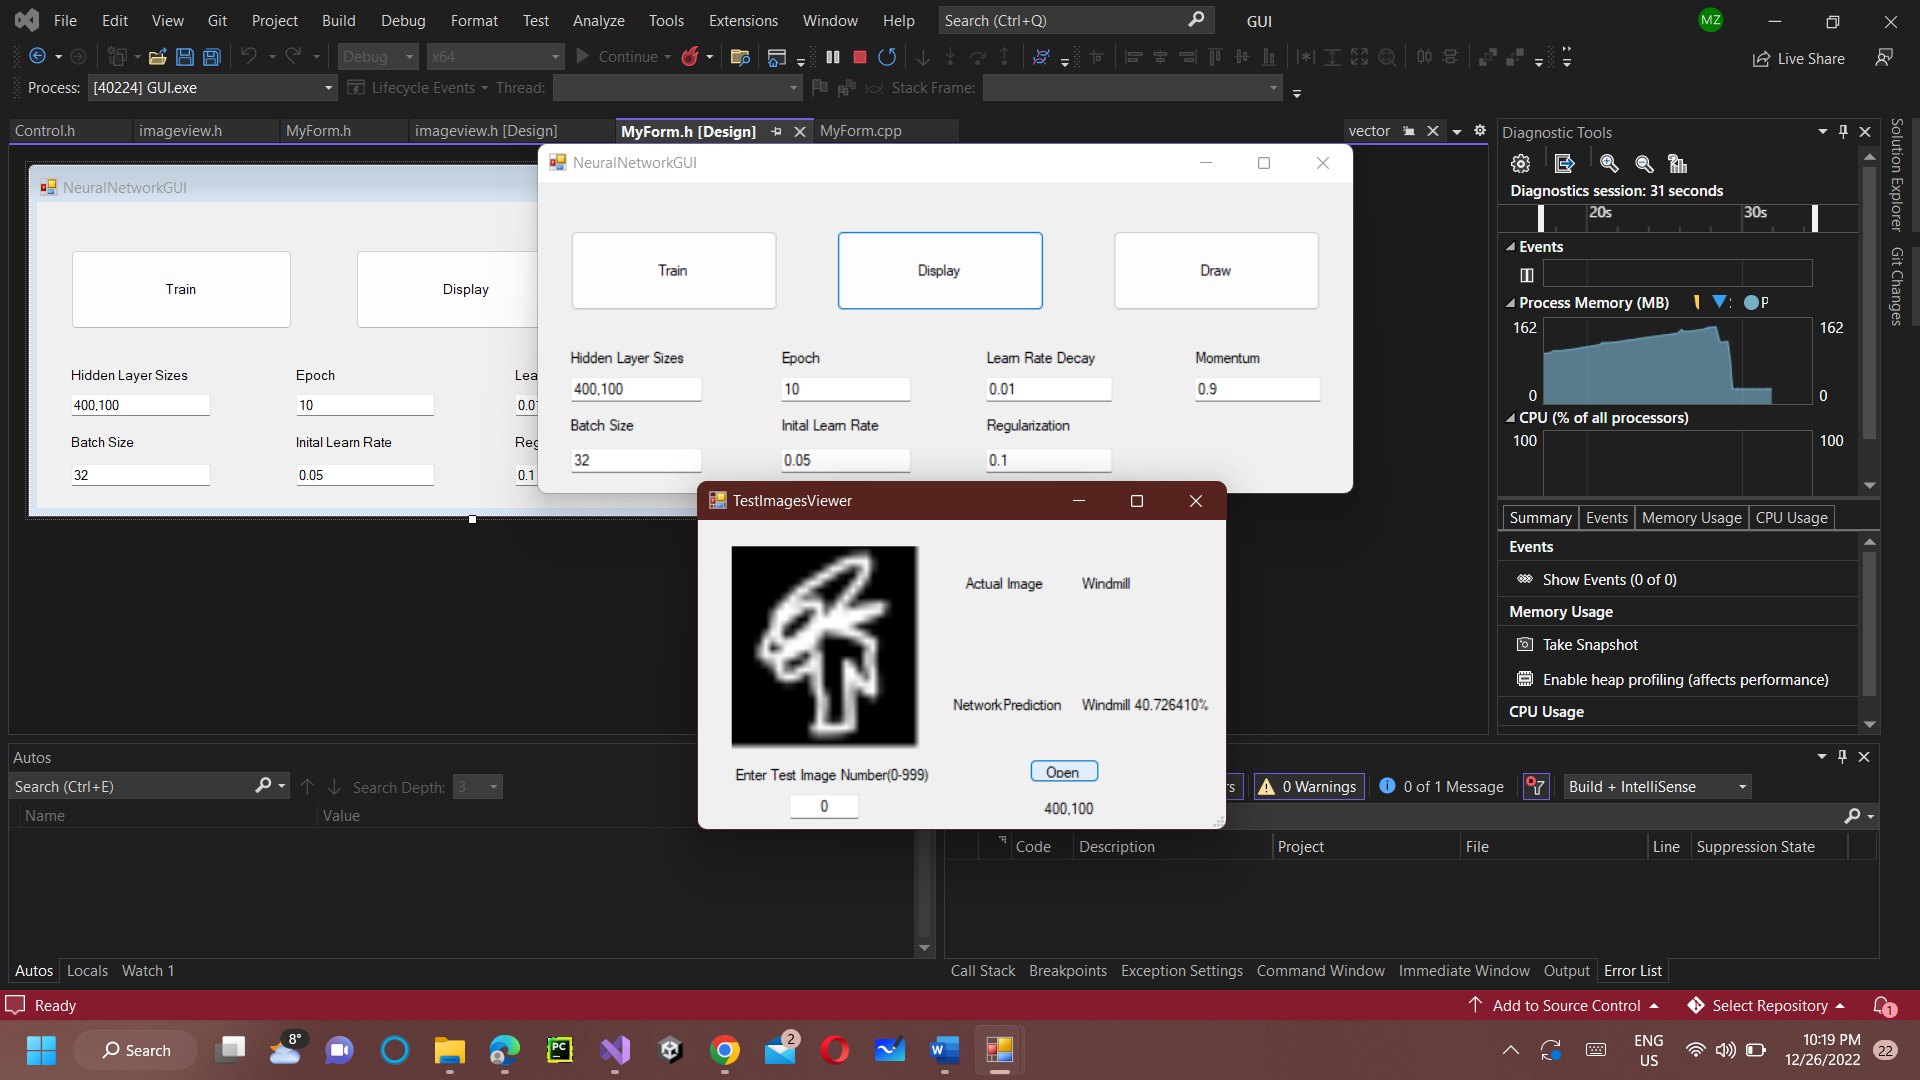 File Edit View Git Project Build Debug Format Test Analyze Tools Extensions Window Help Search (Ctrl+Q) GUI MZ
Debug x64 Continue Live Share
Process: [40224] GUI.exe Lifecycle Events Thread: Stack Frame:
Control.h imageview.h MyForm.h imageview.h [Design] MyForm.h [Design] MyForm.cpp vector
NeuralNetworkGUI
Train
Display
Hidden Layer Sizes Epoch Lea
400,100 10 0.01
Batch Size Inital Learn Rate Reg
32 0.05 0.1
NeuralNetworkGUI
Train Display Draw
Hidden Layer Sizes Epoch Learn Rate Decay Momentum
400,100 10 0.01 0.9
Batch Size Inital Learn Rate Regularization
32 0.05 0.1
TestImagesViewer
Actual Image Windmill
NetworkPrediction Windmill 40.726410%
Enter Test Image Number(0-999) Open
0 400,100
Diagnostic Tools
Diagnostics session: 31 seconds
20s 30s
Events
Process Memory (MB) P
162 162
0 0
CPU (% of all processors)
100 100
Summary Events Memory Usage CPU Usage
Events
Show Events (0 of 0)
Memory Usage
Take Snapshot
Enable heap profiling (affects performance)
CPU Usage
Solution Explorer
Git Changes
Autos
Search (Ctrl+E) Search Depth: 3
Name Value
Autos Locals Watch 1
rs 0 Warnings 0 of 1 Message Build + IntelliSense
Code Description Project File Line Suppression State
Call Stack Breakpoints Exception Settings Command Window Immediate Window Output Error List
Ready Add to Source Control Select Repository 1
Search 8° PC 2 W ENG US 10:19 PM 12/26/2022 22